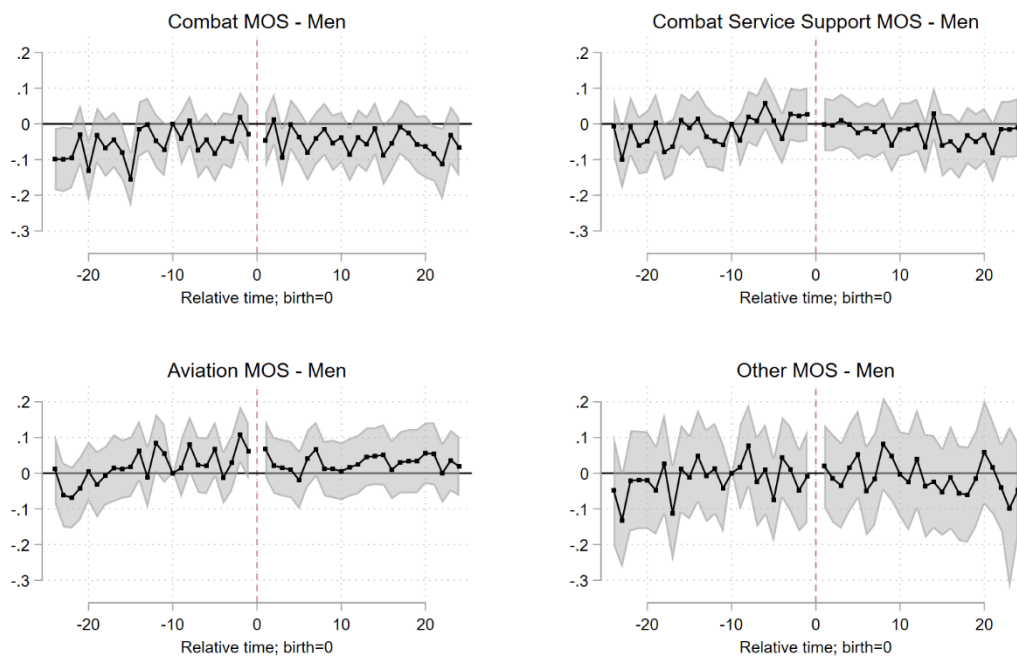 Combat MOS - Men
.2
.1
0
-.1
-.2
-.3
-20 -10 0 10 20
Relative time; birth=0
Combat Service Support MOS - Men
.2
.1
0
-.1
-.2
-.3
-20 -10 0 10 20
Relative time; birth=0
Aviation MOS - Men
.2
.1
0
-.1
-.2
-.3
-20 -10 0 10 20
Relative time; birth=0
Other MOS - Men
.2
.1
0
-.1
-.2
-.3
-20 -10 0 10 20
Relative time; birth=0